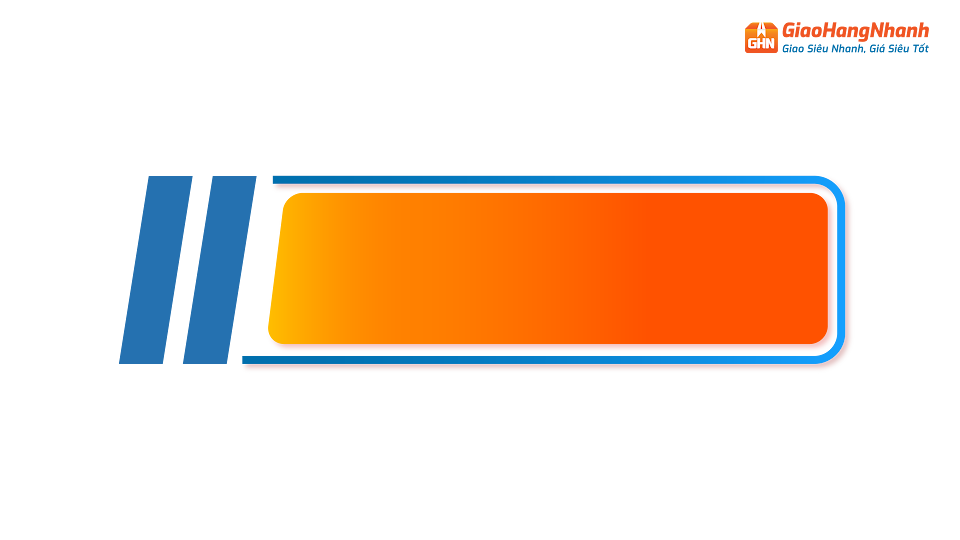 GHN
GiaoHangNhanh
Giao Siêu Nhanh, Giá Siêu Tốt